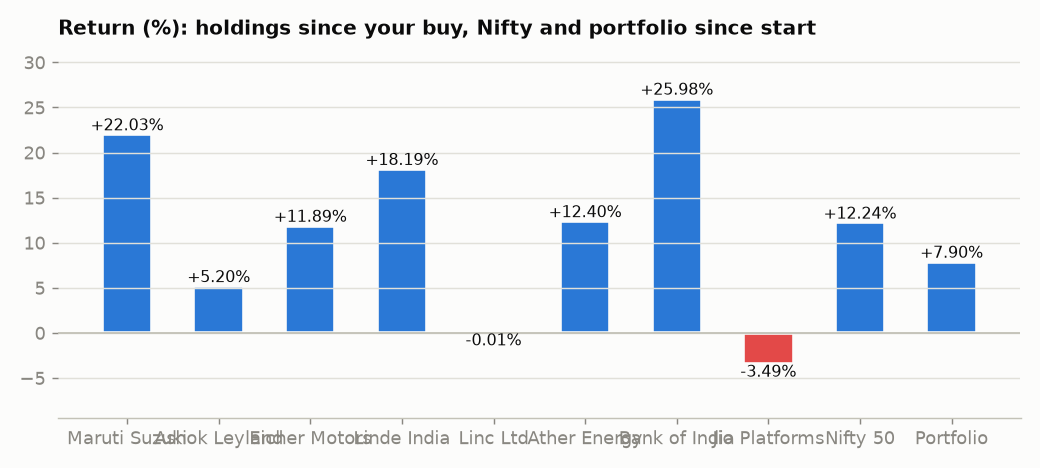 Return (%): holdings since your buy, Nifty and portfolio since start
30
25
20
15
10
5
0
−5
+22.03%
+5.20%
+11.89%
+18.19%
-0.01%
+12.40%
+25.98%
-3.49%
+12.24%
+7.90%
Maruti Suzuki
Ashok Leyland
Eicher Motors
Linde India
Linc Ltd
Ather Energy
Bank of India
Jio Platforms
Nifty 50
Portfolio